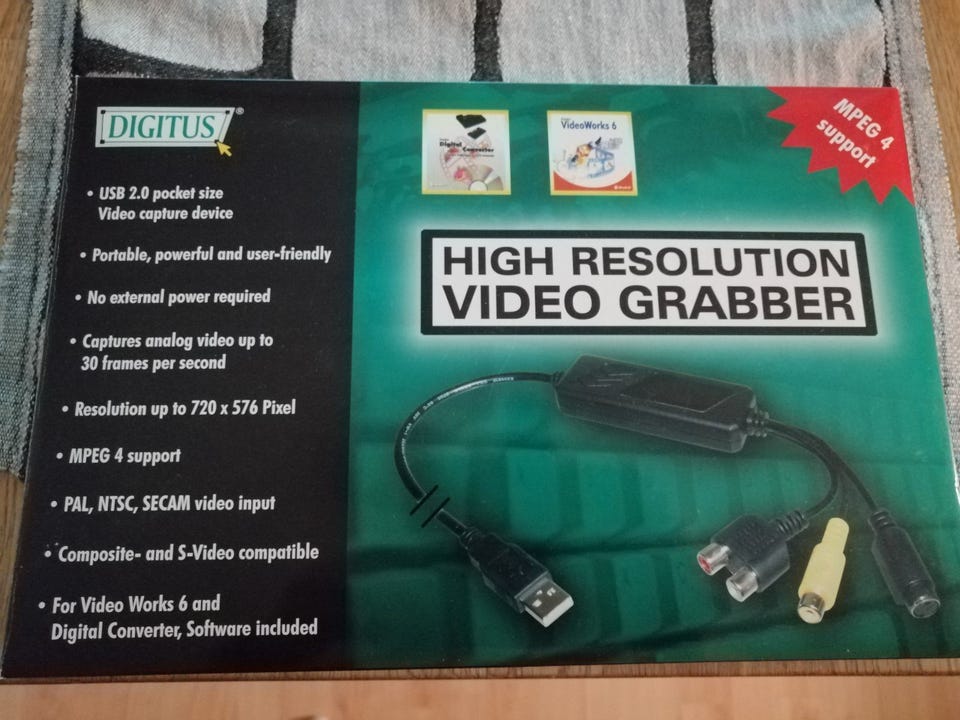 DIGITUS®
• USB 2.0 pocket size
Video capture device
• Portable, powerful and user-friendly
• No external power required
• Captures analog video up to
30 frames per second
• Resolution up to 720 x 576 Pixel
• MPEG 4 support
• PAL, NTSC, SECAM video input
• Composite- and S-Video compatible
• For Video Works 6 and
Digital Converter, Software included
Digital Converter
VideoWorks 6
MPEG 4
support
HIGH RESOLUTION
VIDEO GRABBER